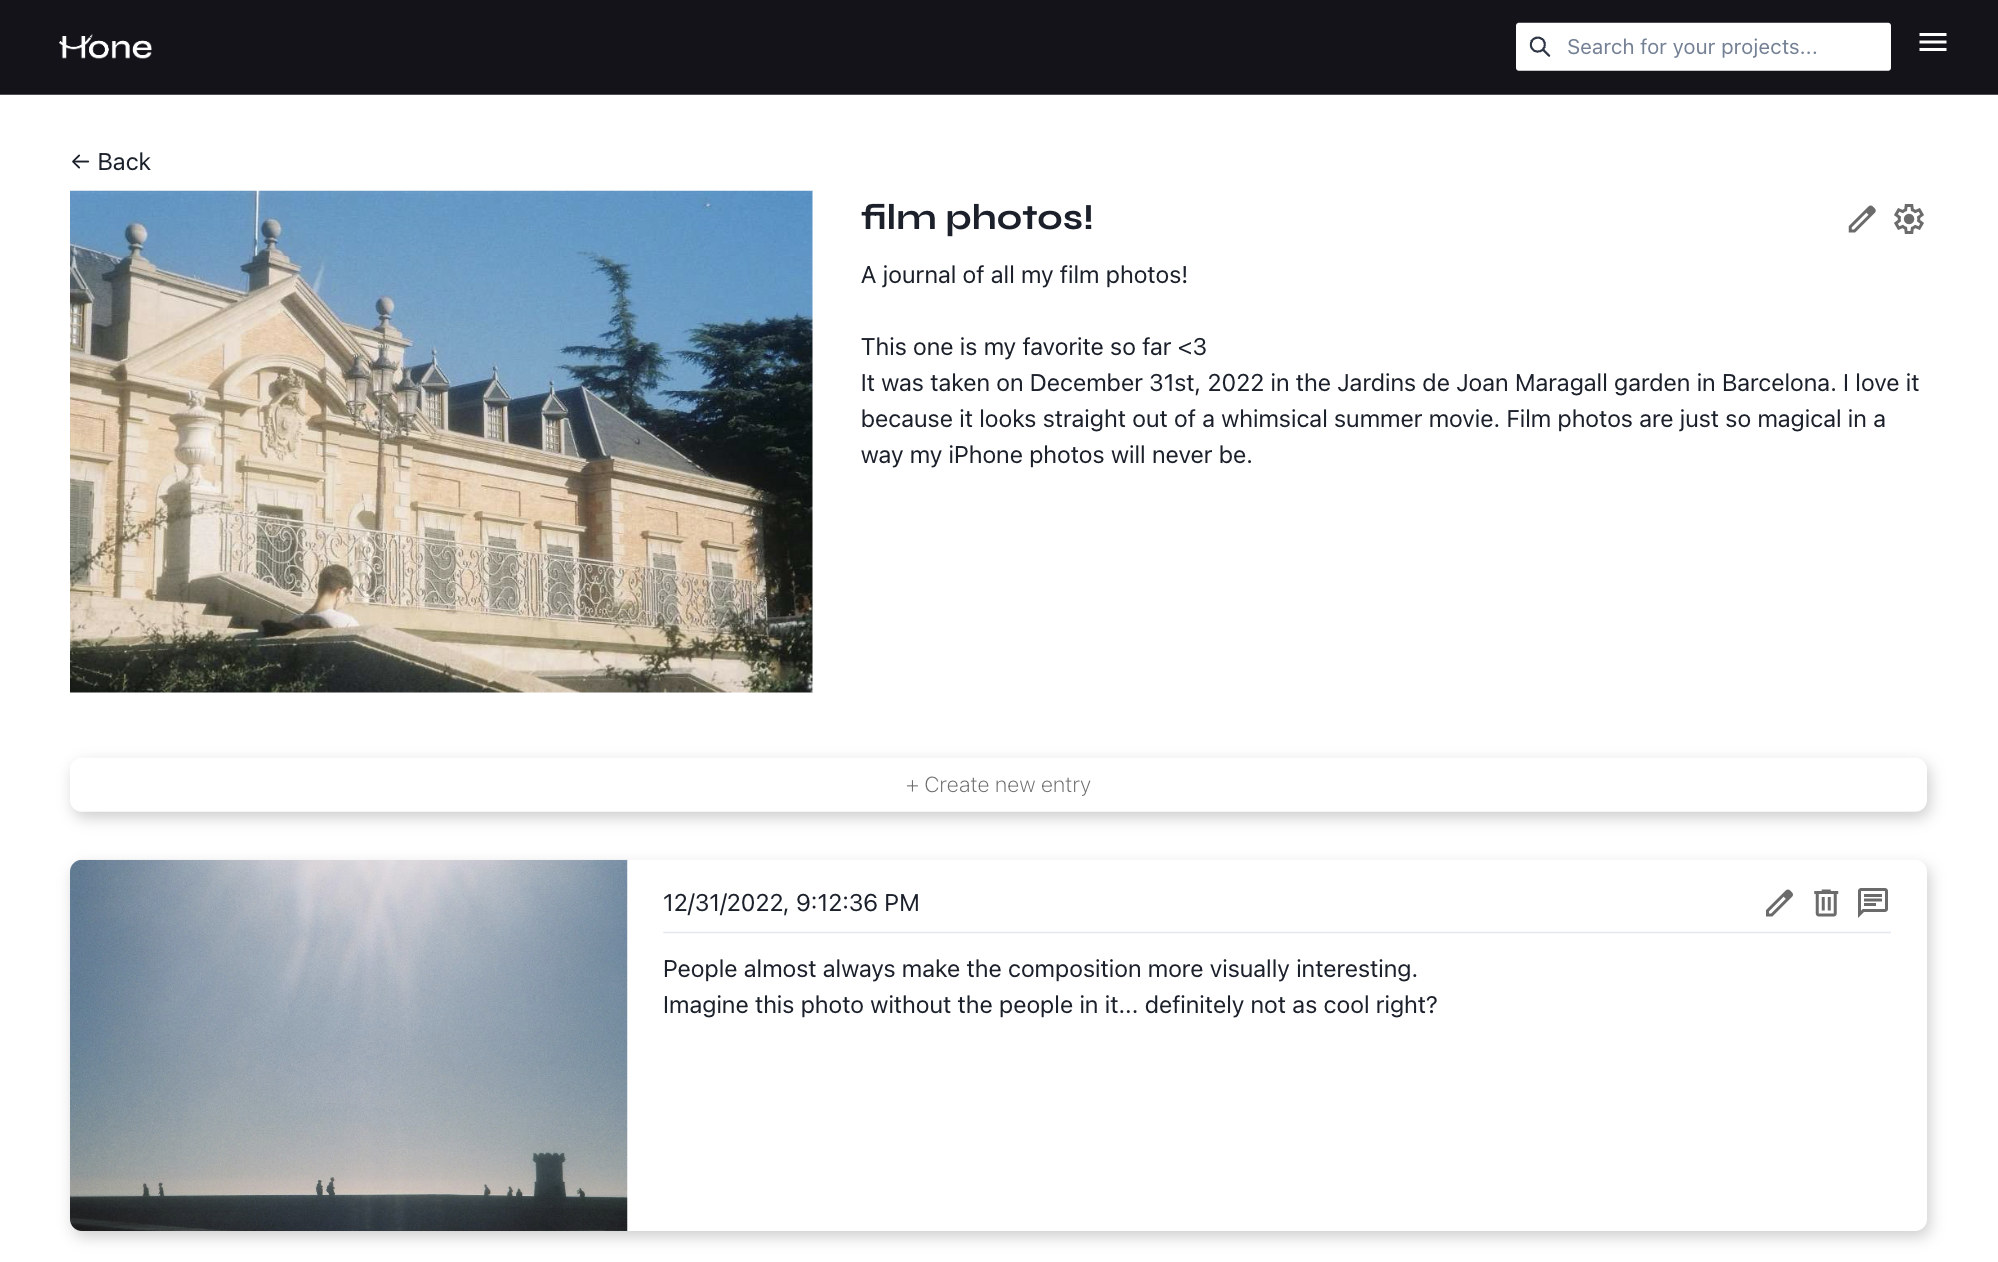 Hone
Search for your projects...
← Back
film photos!
A journal of all my film photos!
This one is my favorite so far <3
It was taken on December 31st, 2022 in the Jardins de Joan Maragall garden in Barcelona. I love it
because it looks straight out of a whimsical summer movie. Film photos are just so magical in a
way my iPhone photos will never be.
+ Create new entry
12/31/2022, 9:12:36 PM
People almost always make the composition more visually interesting.
Imagine this photo without the people in it... definitely not as cool right?